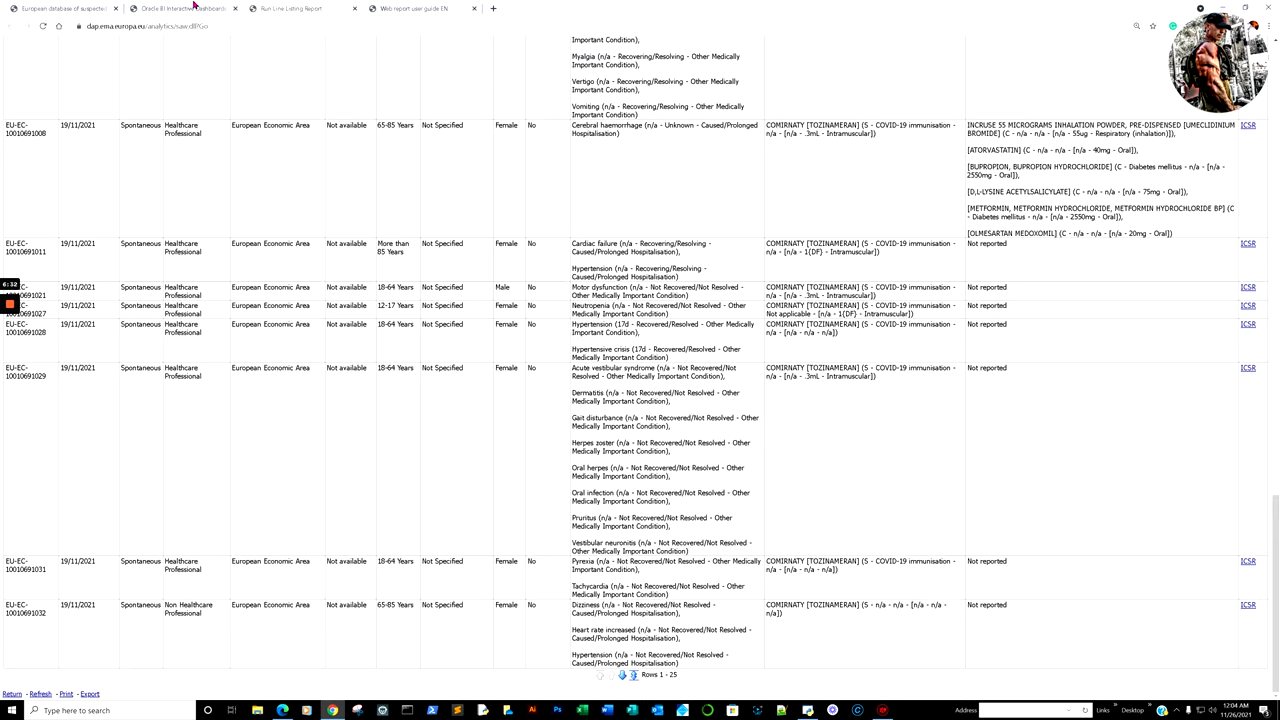 European database of suspected
Oracle BI Interactive Dashboards
Run Line Listing Report
Web report user guide EN
dap.ema.europa.eu/analytics/saw.dll?Go
Important Condition),
Myalgia (n/a - Recovering/Resolving - Other Medically
Important Condition),
Vertigo (n/a - Recovering/Resolving - Other Medically
Important Condition),
Vomiting (n/a - Recovering/Resolving - Other Medically
Important Condition)
EU-EC-
10010691008
19/11/2021
Spontaneous
Healthcare
Professional
European Economic Area
Not available
65-85 Years
Not Specified
Female
No
Cerebral haemorrhage (n/a - Unknown - Caused/Prolonged
Hospitalisation)
COMIRNATY [TOZINAMERAN] (S - COVID-19 immunisation -
n/a - [n/a - .3mL - Intramuscular])
INCRUSE 55 MICROGRAMS INHALATION POWDER, PRE-DISPENSED [UMECLIDINIUM
BROMIDE] (C - n/a - n/a - [n/a - 55ug - Respiratory (inhalation)]),
[ATORVASTATIN] (C - n/a - n/a - [n/a - 40mg - Oral]),
[BUPROPION, BUPROPION HYDROCHLORIDE] (C - Diabetes mellitus - n/a - [n/a -
2550mg - Oral]),
[D,L-LYSINE ACETYLSALICYLATE] (C - n/a - n/a - [n/a - 75mg - Oral]),
[METFORMIN, METFORMIN HYDROCHLORIDE, METFORMIN HYDROCHLORIDE BP] (C
- Diabetes mellitus - n/a - [n/a - 2550mg - Oral]),
[OLMESARTAN MEDOXOMIL] (C - n/a - n/a - [n/a - 20mg - Oral])
ICSR
EU-EC-
10010691011
19/11/2021
Spontaneous
Healthcare
Professional
European Economic Area
Not available
More than
85 Years
Not Specified
Female
No
Cardiac failure (n/a - Recovering/Resolving -
Caused/Prolonged Hospitalisation),
Hypertension (n/a - Recovering/Resolving -
Caused/Prolonged Hospitalisation)
COMIRNATY [TOZINAMERAN] (S - COVID-19 immunisation -
n/a - [n/a - 1{DF} - Intramuscular])
Not reported
ICSR
6:32
EU-EC-
10010691021
19/11/2021
Spontaneous
Healthcare
Professional
European Economic Area
Not available
18-64 Years
Not Specified
Male
No
Motor dysfunction (n/a - Not Recovered/Not Resolved -
Other Medically Important Condition)
COMIRNATY [TOZINAMERAN] (S - COVID-19 immunisation -
n/a - [n/a - .3mL - Intramuscular])
Not reported
ICSR
EU-EC-
10010691027
19/11/2021
Spontaneous
Healthcare
Professional
European Economic Area
Not available
12-17 Years
Not Specified
Female
No
Neutropenia (n/a - Not Recovered/Not Resolved - Other
Medically Important Condition)
COMIRNATY [TOZINAMERAN] (S - COVID-19 immunisation -
Not applicable - [n/a - 1{DF} - Intramuscular])
Not reported
ICSR
EU-EC-
10010691028
19/11/2021
Spontaneous
Healthcare
Professional
European Economic Area
Not available
18-64 Years
Not Specified
Female
No
Hypertension (17d - Recovered/Resolved - Other Medically
Important Condition),
Hypertensive crisis (17d - Recovered/Resolved - Other
Medically Important Condition)
COMIRNATY [TOZINAMERAN] (S - COVID-19 immunisation -
n/a - [n/a - n/a - n/a])
Not reported
ICSR
EU-EC-
10010691029
19/11/2021
Spontaneous
Healthcare
Professional
European Economic Area
Not available
18-64 Years
Not Specified
Female
No
Acute vestibular syndrome (n/a - Not Recovered/Not
Resolved - Other Medically Important Condition),
Dermatitis (n/a - Not Recovered/Not Resolved - Other
Medically Important Condition),
Gait disturbance (n/a - Not Recovered/Not Resolved - Other
Medically Important Condition),
Herpes zoster (n/a - Not Recovered/Not Resolved - Other
Medically Important Condition),
Oral herpes (n/a - Not Recovered/Not Resolved - Other
Medically Important Condition),
Oral infection (n/a - Not Recovered/Not Resolved - Other
Medically Important Condition),
Pruritus (n/a - Not Recovered/Not Resolved - Other
Medically Important Condition),
Vestibular neuronitis (n/a - Not Recovered/Not Resolved -
Other Medically Important Condition)
COMIRNATY [TOZINAMERAN] (S - COVID-19 immunisation -
n/a - [n/a - .3mL - Intramuscular])
Not reported
ICSR
EU-EC-
10010691031
19/11/2021
Spontaneous
Healthcare
Professional
European Economic Area
Not available
18-64 Years
Not Specified
Female
No
Pyrexia (n/a - Not Recovered/Not Resolved - Other Medically
Important Condition),
Tachycardia (n/a - Not Recovered/Not Resolved - Other
Medically Important Condition)
COMIRNATY [TOZINAMERAN] (S - COVID-19 immunisation -
n/a - [n/a - n/a - n/a])
Not reported
ICSR
EU-EC-
10010691032
19/11/2021
Spontaneous
Non Healthcare
Professional
European Economic Area
Not available
65-85 Years
Not Specified
Female
No
Dizziness (n/a - Not Recovered/Not Resolved -
Caused/Prolonged Hospitalisation),
Heart rate increased (n/a - Not Recovered/Not Resolved -
Caused/Prolonged Hospitalisation),
Hypertension (n/a - Not Recovered/Not Resolved -
Caused/Prolonged Hospitalisation)
COMIRNATY [TOZINAMERAN] (S - n/a - n/a - [n/a - n/a -
n/a])
Not reported
ICSR
Rows 1 - 25
Return - Refresh - Print - Export
Type here to search
Address
Links
Desktop
12:04 AM
11/26/2021